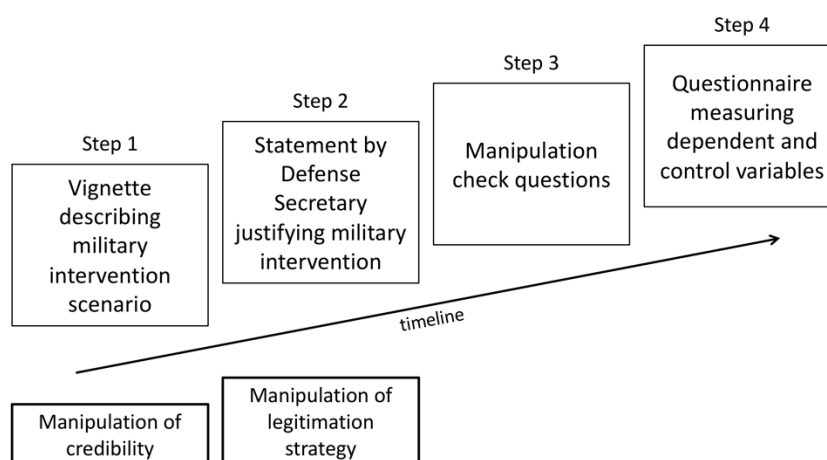 Step 1
Vignette
describing
military
intervention
scenario
Step 2
Statement by
Defense
Secretary
justifying military
intervention
Step 3
Manipulation
check questions
Step 4
Questionnaire
measuring
dependent and
control variables
timeline
Manipulation of
credibility
Manipulation of
legitimation
strategy